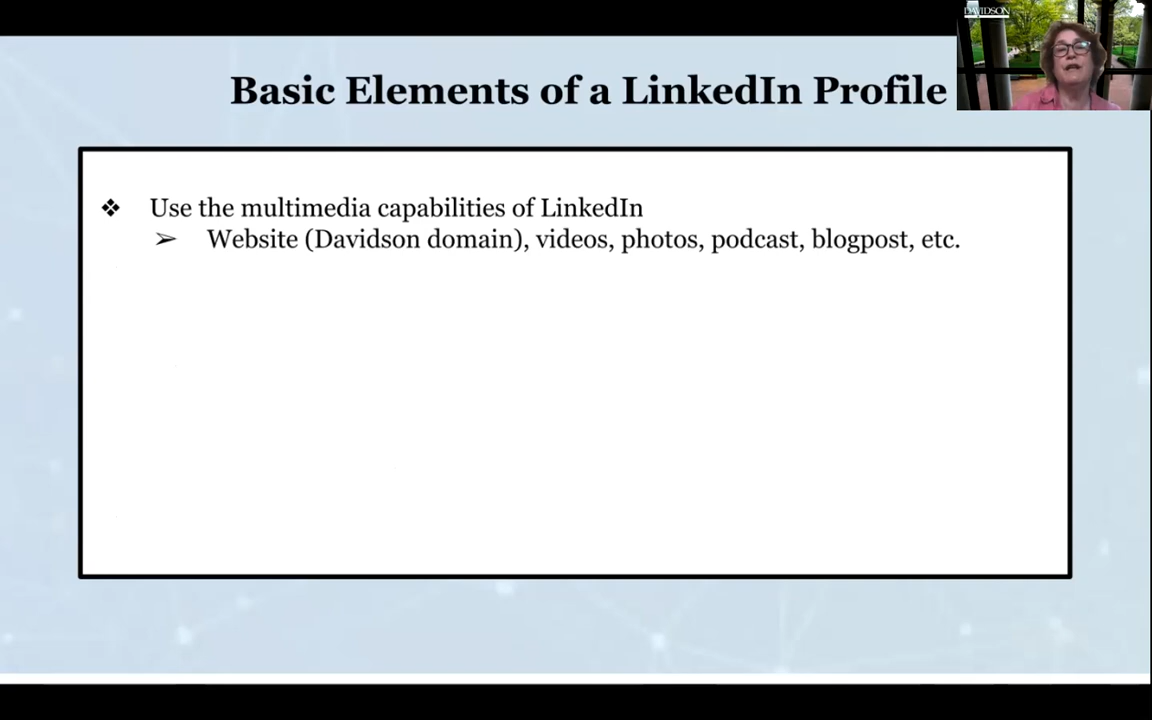 DAVIDSON
Basic Elements of a LinkedIn Profile
❖ Use the multimedia capabilities of LinkedIn
➢ Website (Davidson domain), videos, photos, podcast, blogpost, etc.